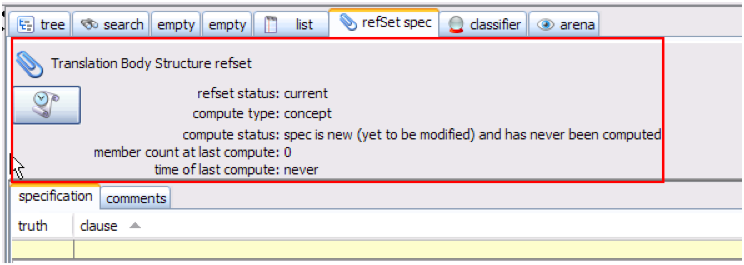 tree search empty empty list refSet spec classifier arena
Translation Body Structure refset
refset status: current
compute type: concept
compute status: spec is new (yet to be modified) and has never been computed
member count at last compute: 0
time of last compute: never
specification comments
truth clause